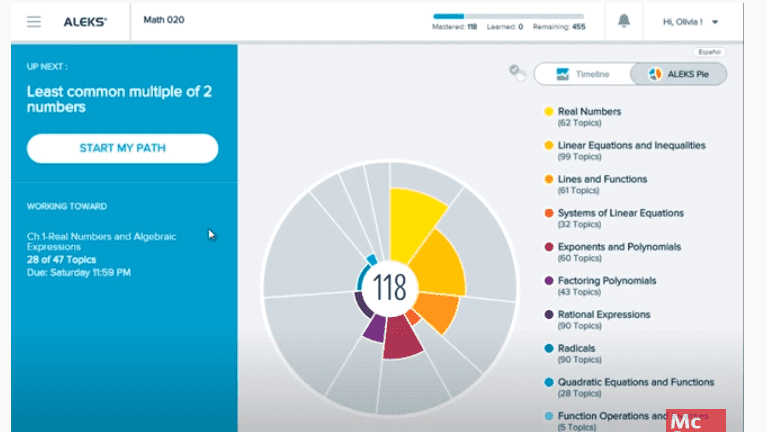 ALEKS®
Math 020
Mastered: 118 Learned: 0 Remaining: 455
Hi, Olivia !
Español
UP NEXT :
Least common multiple of 2
numbers
START MY PATH
WORKING TOWARD
Ch 1-Real Numbers and Algebraic
Expressions
28 of 47 Topics
Due: Saturday 11:59 PM
Timeline
ALEKS Pie
118
Real Numbers
(62 Topics)
Linear Equations and Inequalities
(99 Topics)
Lines and Functions
(61 Topics)
Systems of Linear Equations
(32 Topics)
Exponents and Polynomials
(60 Topics)
Factoring Polynomials
(43 Topics)
Rational Expressions
(90 Topics)
Radicals
(90 Topics)
Quadratic Equations and Functions
(28 Topics)
Function Operations and
(5 Topics)
Mc